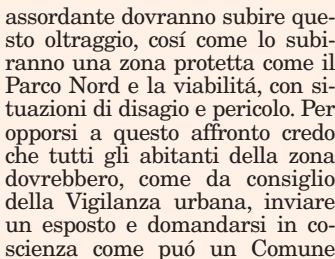 assordante dovranno subire que-
sto oltraggio, cosí come lo subi-
ranno una zona protetta come il
Parco Nord e la viabilitá, con si-
tuazioni di disagio e pericolo. Per
opporsi a questo affronto credo
che tutti gli abitanti della zona
dovrebbero, come da consiglio
della Vigilanza urbana, inviare
un esposto e domandarsi in co-
scienza come puó un Comune